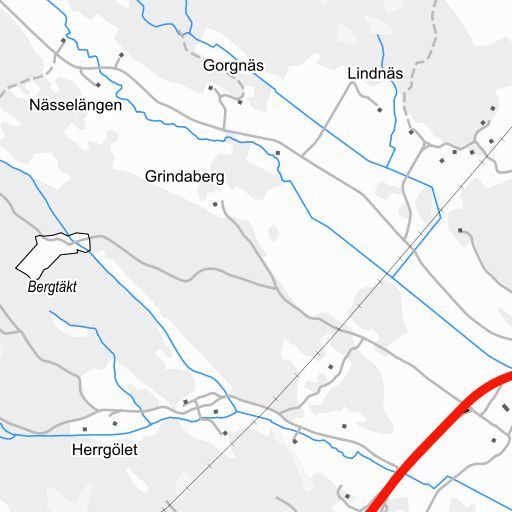 Gorgnäs
Lindnäs
Nässelängen
Grindaberg
Bergtäkt
Herrgölet